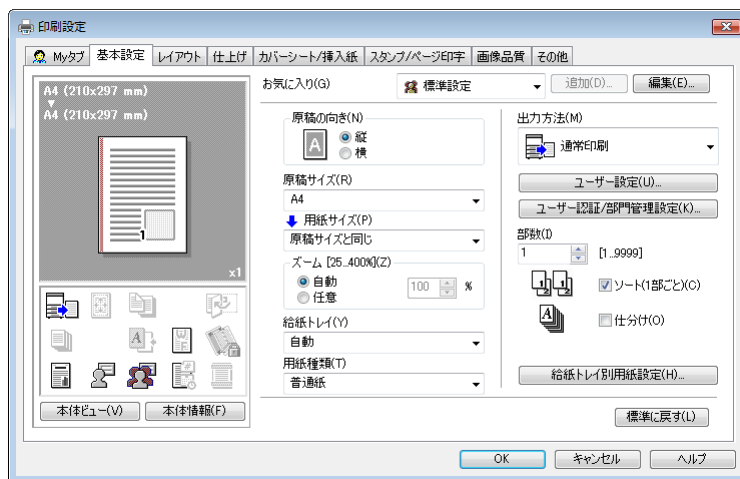 印刷設定
Myタブ 基本設定 レイアウト 仕上げ カバーシート/挿入紙 スタンプ/ページ印字 画像品質 その他
A4 (210x297 mm)
A4 (210x297 mm)
1
x1
本体ビュー(V) 本体情報(F)
お気に入り(G) 標準設定 追加(D)... 編集(E)...
原稿の向き(N)
A
縦
横
原稿サイズ(R)
A4
用紙サイズ(P)
原稿サイズと同じ
ズーム [25..400%](Z)
自動
任意
100 %
給紙トレイ(Y)
自動
用紙種類(T)
普通紙
出力方法(M)
通常印刷
ユーザー設定(U)...
ユーザー認証/部門管理設定(K)...
部数(I)
1 [1..9999]
ソート(1部ごと)(C)
仕分け(O)
給紙トレイ別用紙設定(H)...
標準に戻す(L)
OK キャンセル ヘルプ